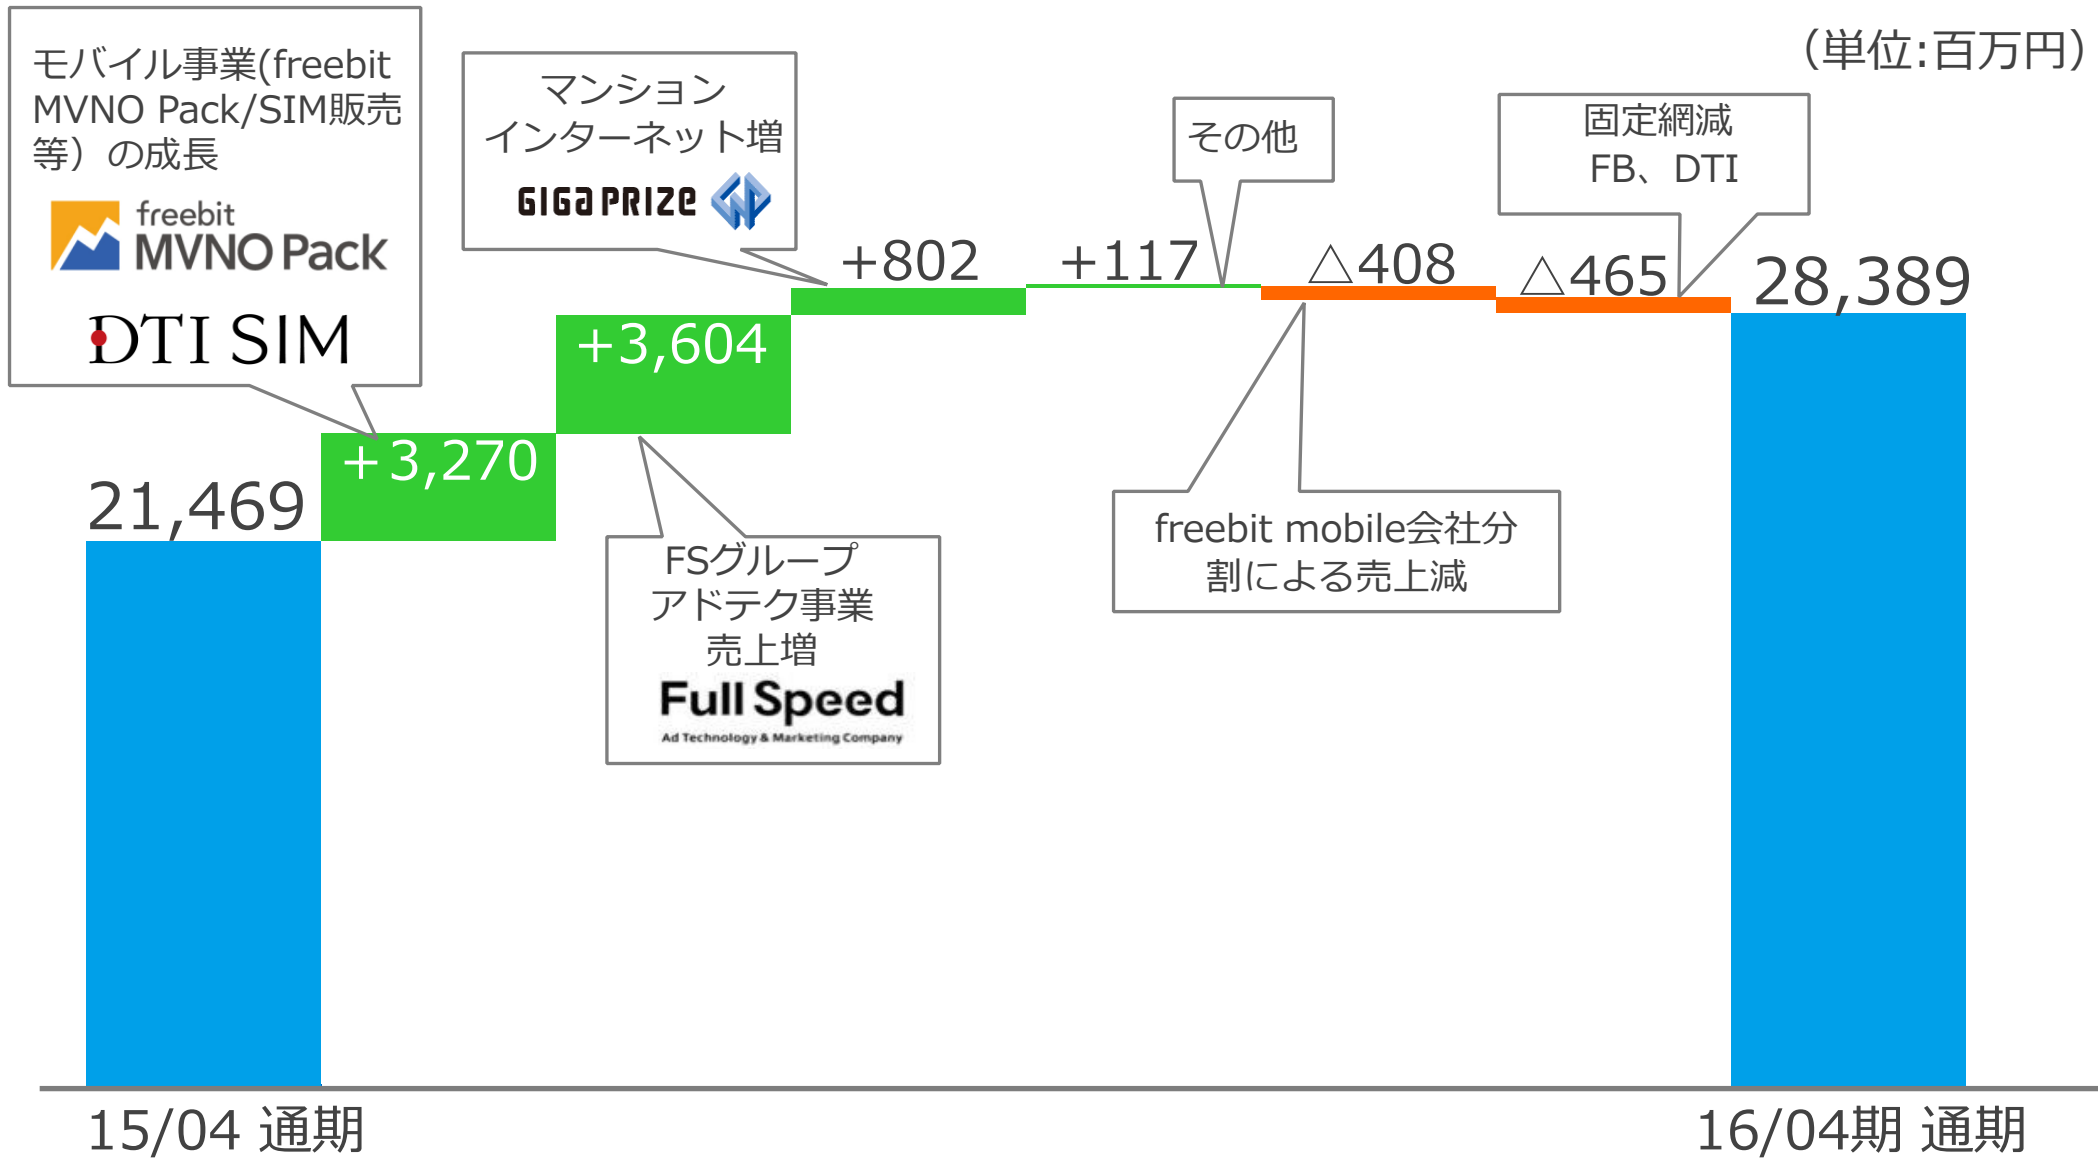 (単位:百万円)
モバイル事業(freebit
MVNO Pack/SIM販売
等）の成長
freebit
MVNO Pack
DTI SIM
マンション
インターネット増
GIGA PRIZE
その他
固定網減
FB、DTI
+802
+117
△408
△465
28,389
+3,604
+3,270
21,469
FSグループ
アドテク事業
売上増
Full Speed
Ad Technology & Marketing Company
freebit mobile会社分
割による売上減
15/04 通期
16/04期 通期